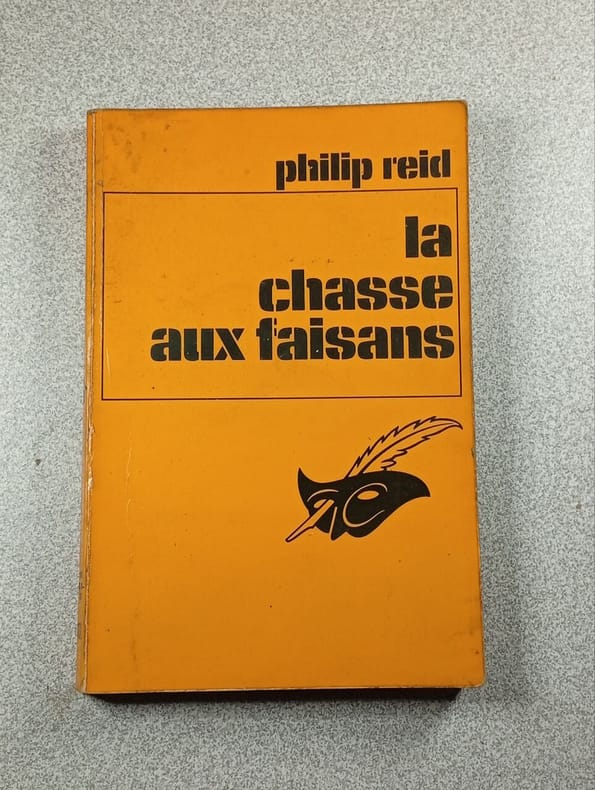 philip reid
la
chasse
aux faisans